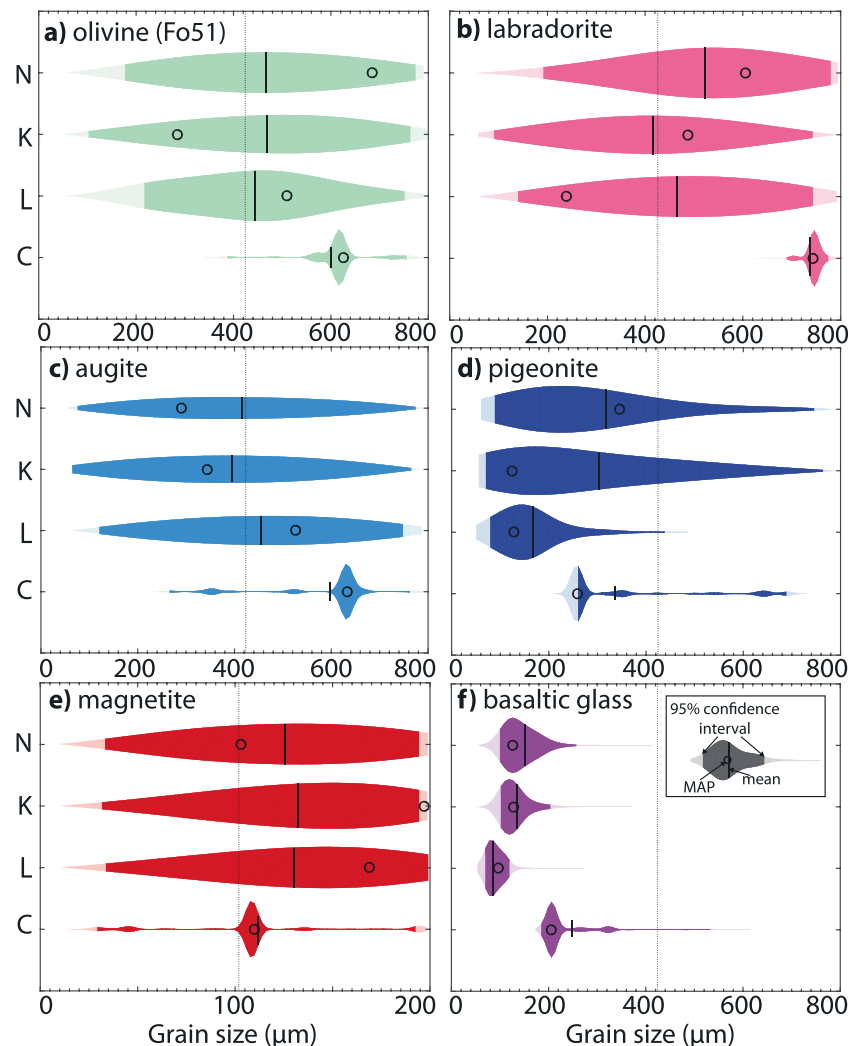 a) olivine (Fo51)
b) labradorite
N
K
L
C
0 200 400 600 800
0 200 400 600 800
c) augite
d) pigeonite
N
K
L
C
0 200 400 600 800
0 200 400 600 800
e) magnetite
f) basaltic glass
95% confidence
interval
MAP
mean
N
K
L
C
0 100 200
0 200 400 600 800
Grain size (μm)
Grain size (μm)